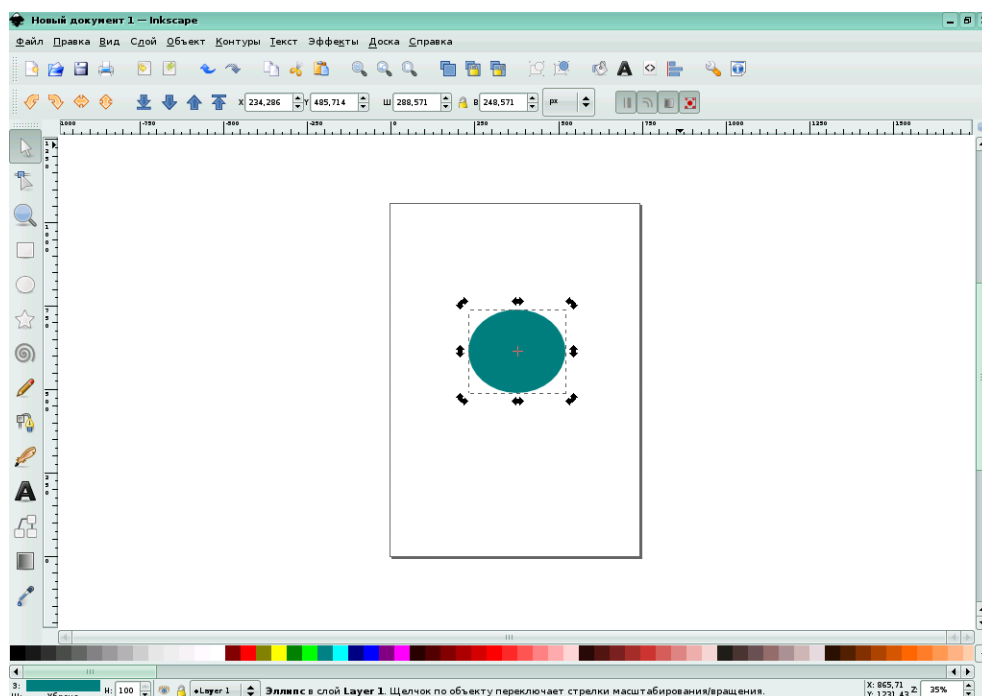 Новый документ 1 — Inkscape
Файл Правка Вид Слой Объект Контуры Текст Эффекты Доска Справка
X 234,286 Y 485,714 Ш 288,571 В 248,571 px
-750 -250 0 250 500 750 1000 1250 1500
З: Н: 100 •Layer 1 Эллипс в слой Layer 1. Щелчок по объекту переключает стрелки масштабирования/вращения. X: 865,71 Z: 35%
Y: 1231,43